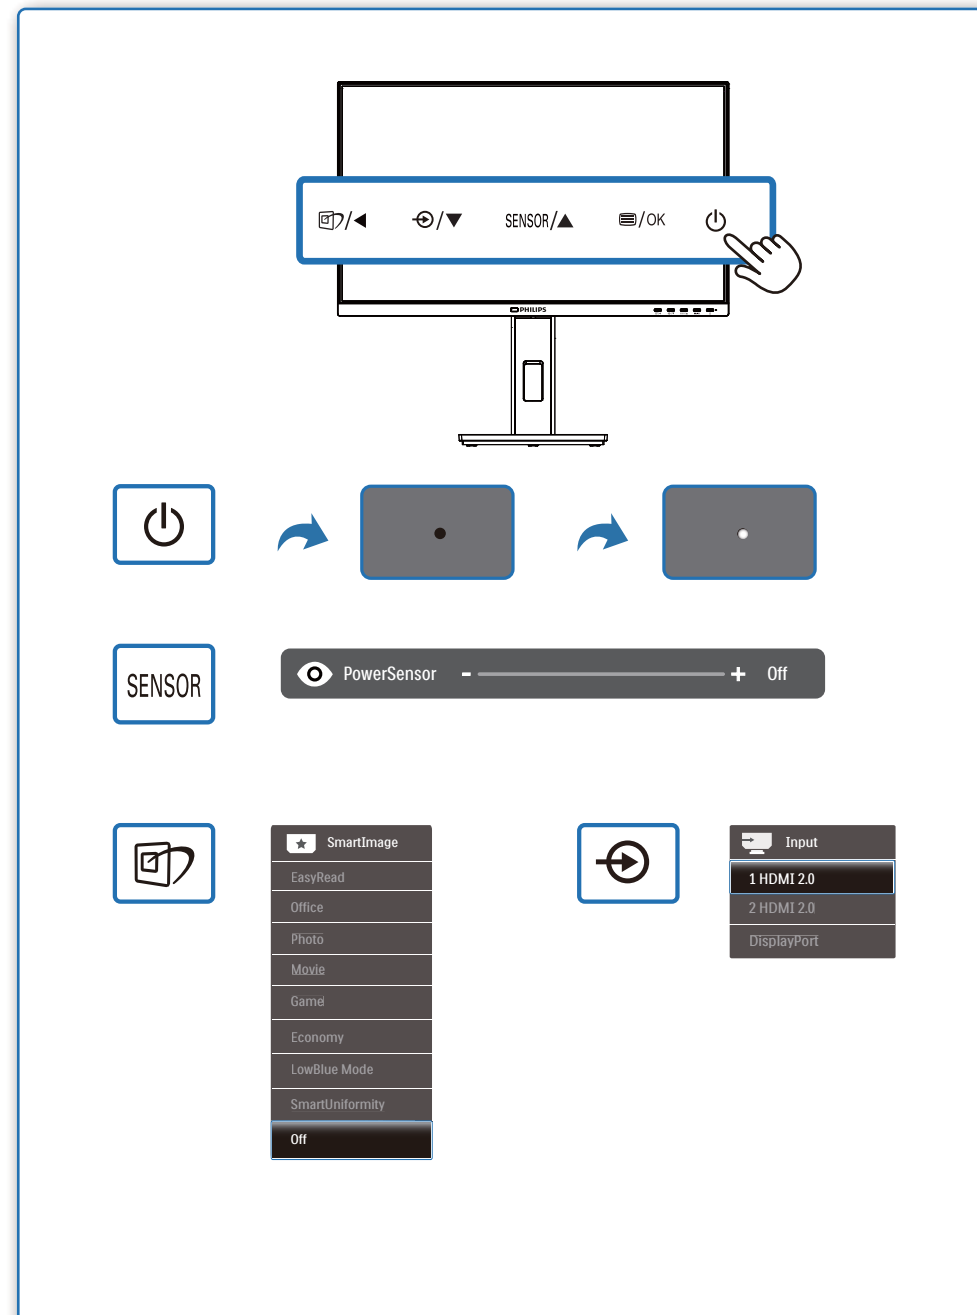 /◀ /▼ SENSOR/▲ /OK
PHILIPS
SENSOR
PowerSensor - + Off
SmartImage
EasyRead
Office
Photo
Movie
Game
Economy
LowBlue Mode
SmartUniformity
Off
Input
1 HDMI 2.0
2 HDMI 2.0
DisplayPort